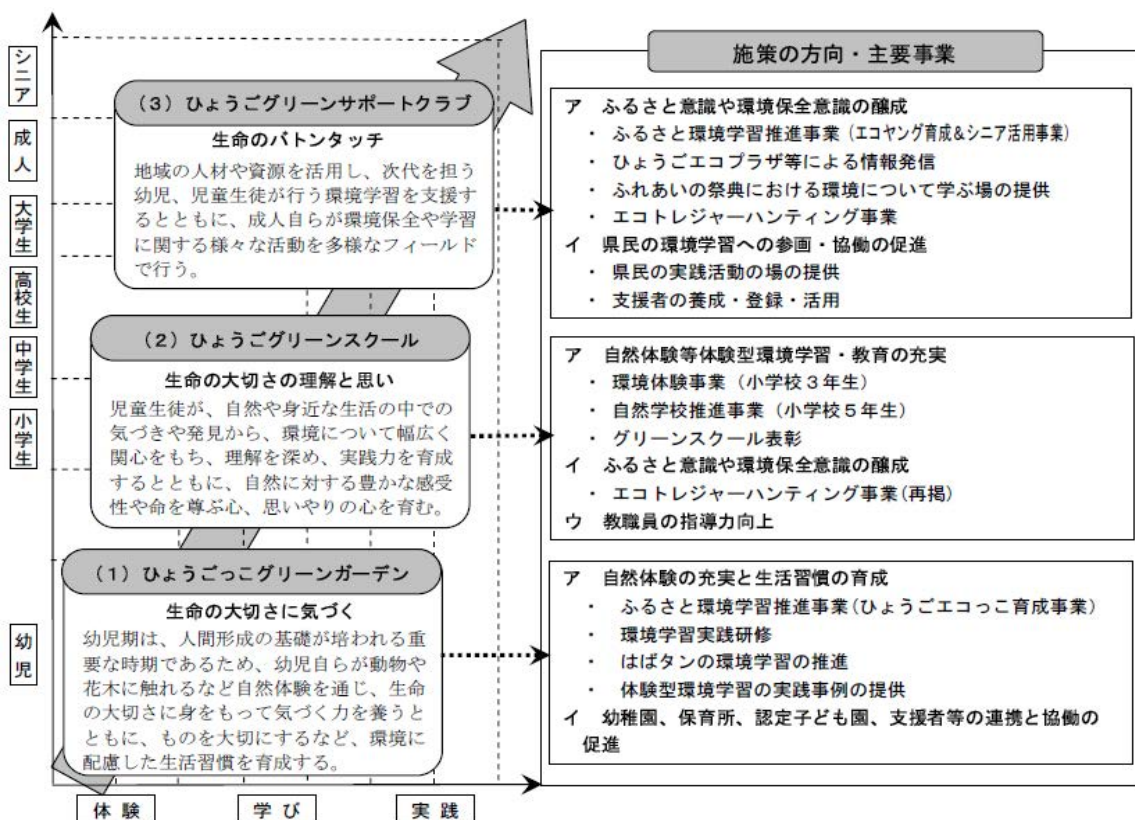 シニア
成人
大学生
高校生
中学生
小学生
幼児
(3)ひょうごグリーンサポートクラブ
生命のバトンタッチ
地域の人材や資源を活用し、次代を担う
幼児、児童生徒が行う環境学習を支援す
るとともに、成人自らが環境保全や学習
に関する様々な活動を多様なフィールド
で行う。
(2)ひょうごグリーンスクール
生命の大切さの理解と思い
児童生徒が、自然や身近な生活の中での
気づきや発見から、環境について幅広く
関心をもち、理解を深め、実践力を育成
するとともに、自然に対する豊かな感受
性や命を尊ぶ心、思いやりの心を育む。
(1)ひょうごっこグリーンガーデン
生命の大切さに気づく
幼児期は、人間形成の基礎が培われる重
要な時期であるため、幼児自らが動物や
花木に触れるなど自然体験を通じ、生命
の大切さに身をもって気づく力を養うと
ともに、ものを大切にするなど、環境に
配慮した生活習慣を育成する。
体験
学び
実践
施策の方向・主要事業
ア ふるさと意識や環境保全意識の醸成
・ ふるさと環境学習推進事業(エコヤング育成&シニア活用事業)
・ ひょうごエコプラザ等による情報発信
・ ふれあいの祭典における環境について学ぶ場の提供
・ エコトレジャーハンティング事業
イ 県民の環境学習への参画・協働の促進
・ 県民の実践活動の場の提供
・ 支援者の養成・登録・活用
ア 自然体験等体験型環境学習・教育の充実
・ 環境体験事業(小学校3年生)
・ 自然学校推進事業(小学校5年生)
・ グリーンスクール表彰
イ ふるさと意識や環境保全意識の醸成
・ エコトレジャーハンティング事業(再掲)
ウ 教職員の指導力向上
ア 自然体験の充実と生活習慣の育成
・ ふるさと環境学習推進事業(ひょうごエコっこ育成事業)
・ 環境学習実践研修
・ はばタンの環境学習の推進
・ 体験型環境学習の実践事例の提供
イ 幼稚園、保育所、認定子ども園、支援者等の連携と協働の
促進